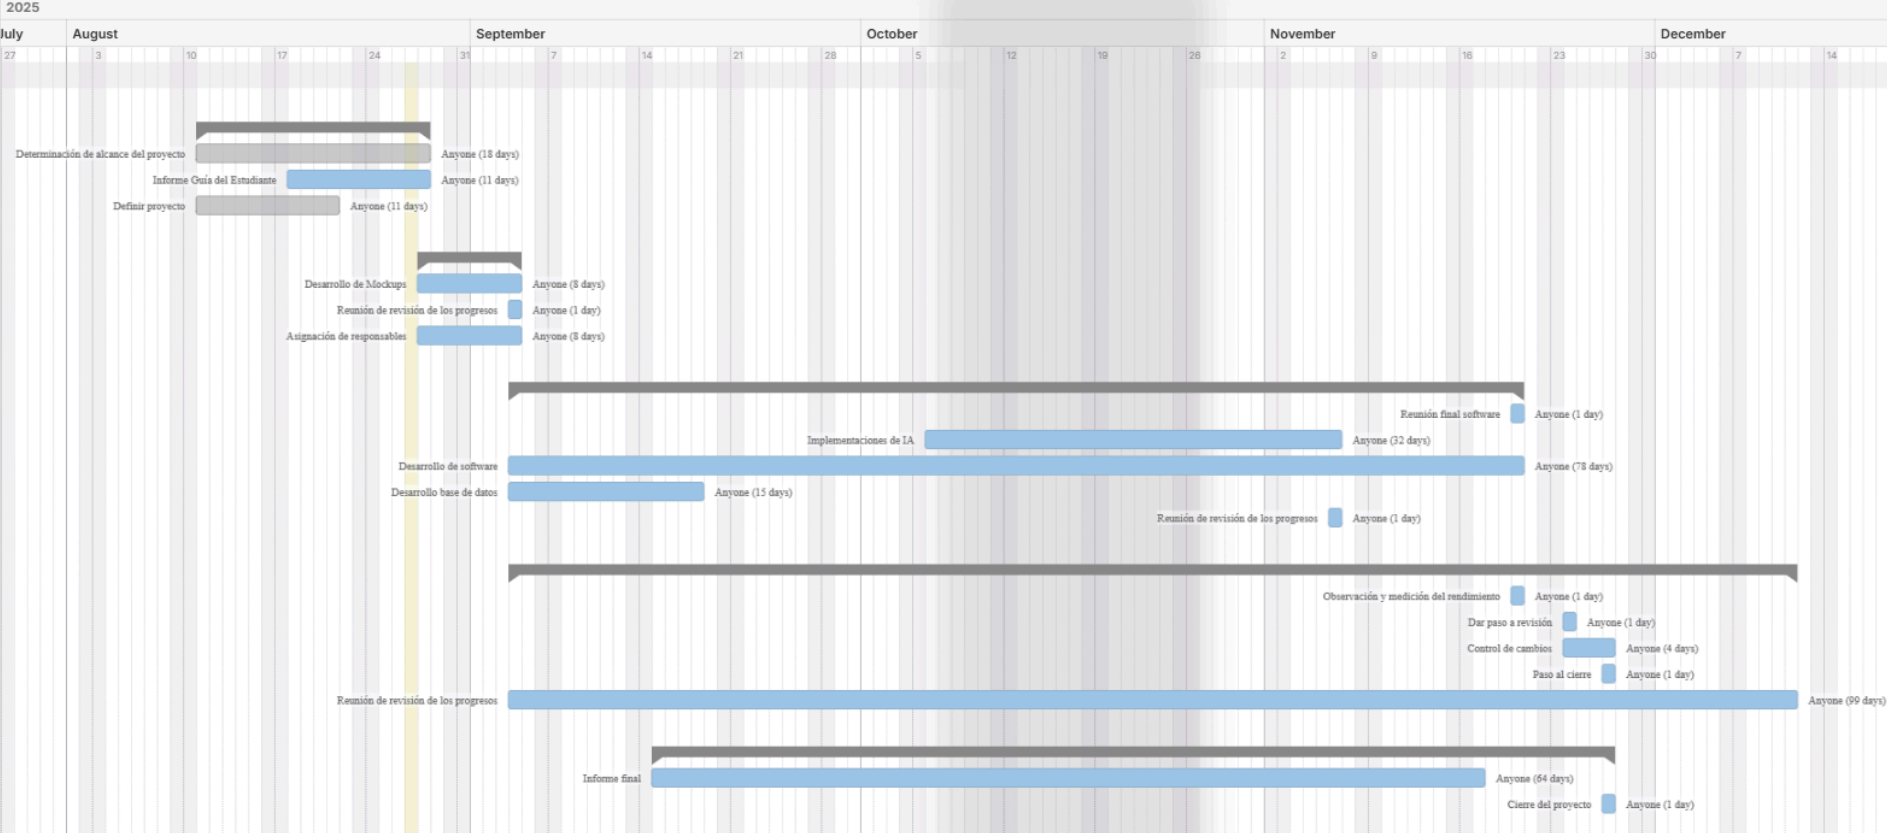 2025
July August September October November December
27 3 10 17 24 31 7 14 21 28 5 12 19 26 2 9 16 23 30 7 14
Determinación de alcance del proyecto Anyone (18 days)
Informe Guía del Estudiante Anyone (11 days)
Definir proyecto Anyone (11 days)
Desarrollo de Mockups Anyone (8 days)
Reunión de revisión de los progresos Anyone (1 day)
Asignación de responsables Anyone (8 days)
Reunión final software Anyone (1 day)
Implementaciones de IA Anyone (32 days)
Desarrollo de software Anyone (78 days)
Desarrollo base de datos Anyone (15 days)
Reunión de revisión de los progresos Anyone (1 day)
Observación y medición del rendimiento Anyone (1 day)
Dar paso a revisión Anyone (1 day)
Control de cambios Anyone (4 days)
Paso al cierre Anyone (1 day)
Reunión de revisión de los progresos Anyone (99 days)
Informe final Anyone (64 days)
Cierre del proyecto Anyone (1 day)